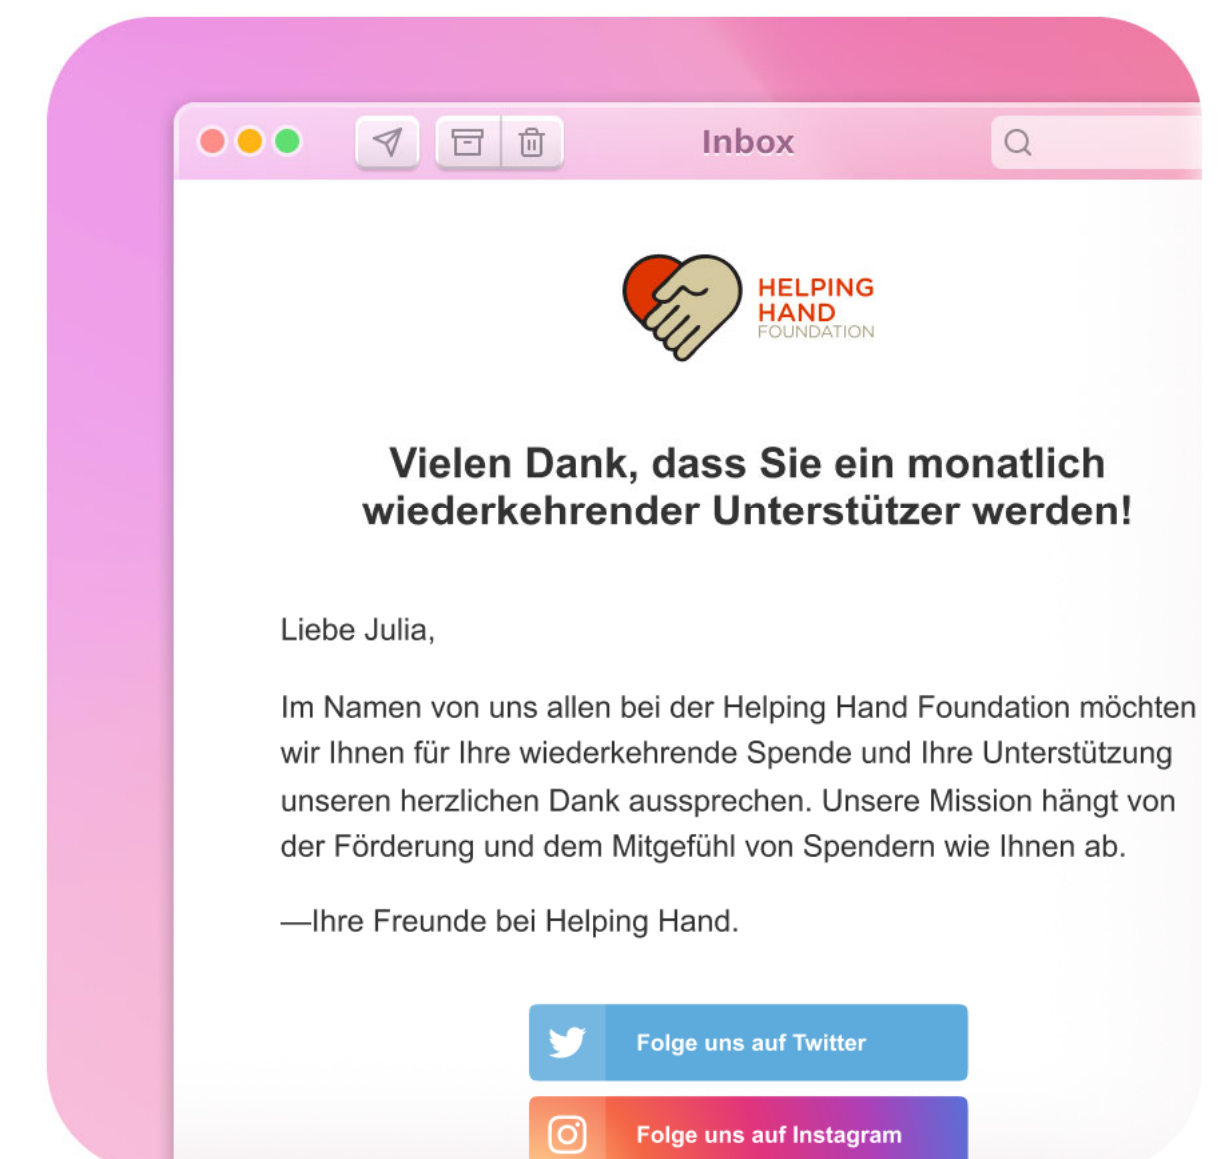 Inbox
HELPING
HAND
FOUNDATION
Vielen Dank, dass Sie ein monatlich
wiederkehrender Unterstützer werden!
Liebe Julia,
Im Namen von uns allen bei der Helping Hand Foundation möchten
wir Ihnen für Ihre wiederkehrende Spende und Ihre Unterstützung
unseren herzlichen Dank aussprechen. Unsere Mission hängt von
der Förderung und dem Mitgefühl von Spendern wie Ihnen ab.
—Ihre Freunde bei Helping Hand.
Folge uns auf Twitter
Folge uns auf Instagram